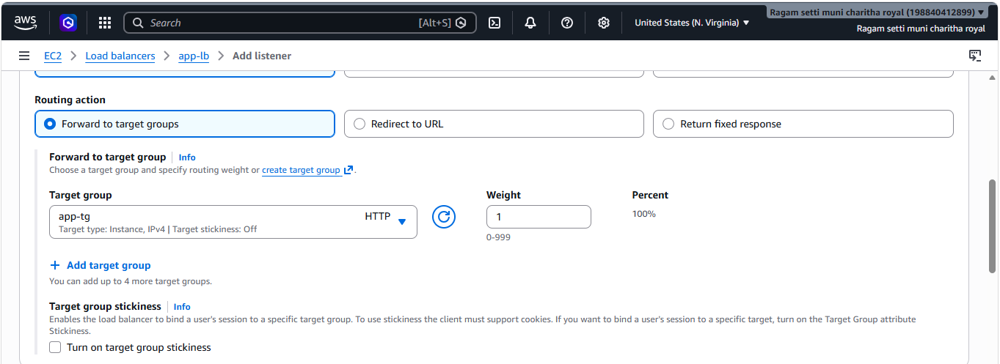 aws
Search [Alt+S] United States (N. Virginia) Ragam setti muni charitha royal (198840412899)
Ragam setti muni charitha royal
EC2 Load balancers app-lb Add listener
Routing action
Forward to target groups Redirect to URL Return fixed response
Forward to target group Info
Choose a target group and specify routing weight or create target group .
Target group Weight Percent
app-tg HTTP 1 100%
Target type: Instance, IPv4 | Target stickiness: Off
0-999
+ Add target group
You can add up to 4 more target groups.
Target group stickiness Info
Enables the load balancer to bind a user's session to a specific target group. To use stickiness the client must support cookies. If you want to bind a user's session to a specific target, turn on the Target Group attribute
Stickiness.
Turn on target group stickiness